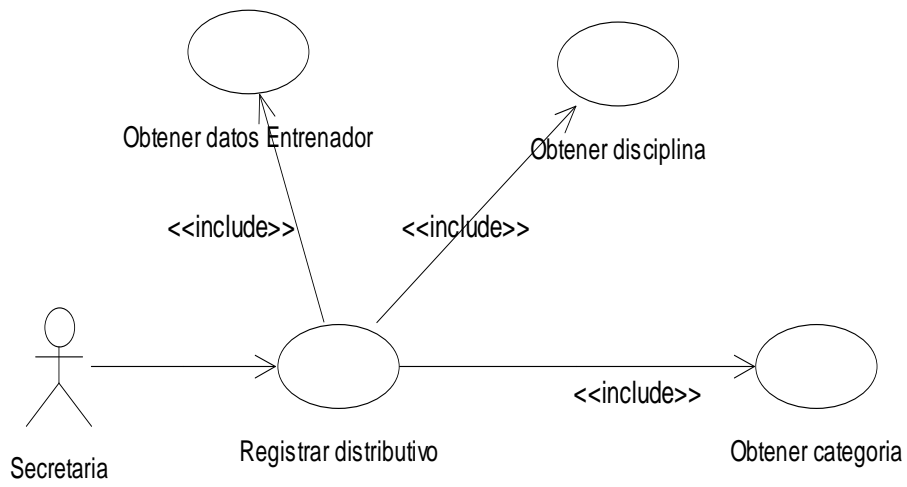 Obtener datos Entrenador
Obtener disciplina
<<include>>
<<include>>
<<include>>
Secretaria
Registrar distributivo
Obtener categoria